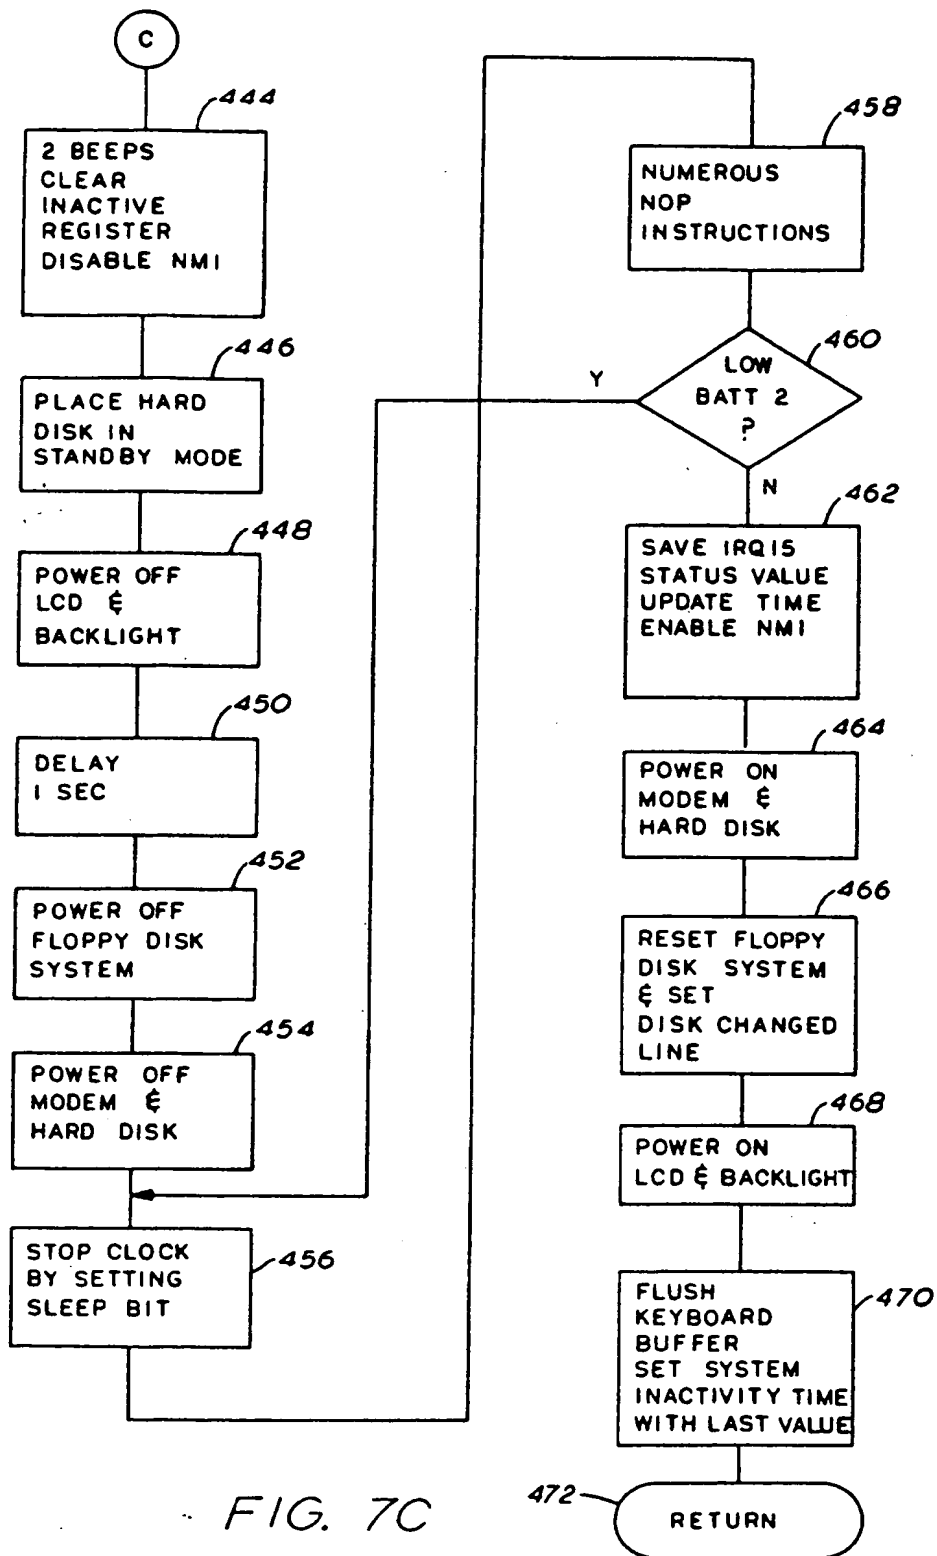 C
444
2 BEEPS
CLEAR
INACTIVE
REGISTER
DISABLE NMI
446
PLACE HARD
DISK IN
STANDBY MODE
448
POWER OFF
LCD &
BACKLIGHT
450
DELAY
1 SEC
452
POWER OFF
FLOPPY DISK
SYSTEM
454
POWER OFF
MODEM &
HARD DISK
STOP CLOCK
BY SETTING
SLEEP BIT
456
458
NUMEROUS
NOP
INSTRUCTIONS
460
LOW
BATT 2
?
Y
N
462
SAVE IRQ15
STATUS VALUE
UPDATE TIME
ENABLE NMI
464
POWER ON
MODEM &
HARD DISK
466
RESET FLOPPY
DISK SYSTEM
& SET
DISK CHANGED
LINE
468
POWER ON
LCD & BACKLIGHT
470
FLUSH
KEYBOARD
BUFFER
SET SYSTEM
INACTIVITY TIME
WITH LAST VALUE
472
RETURN
FIG. 7C